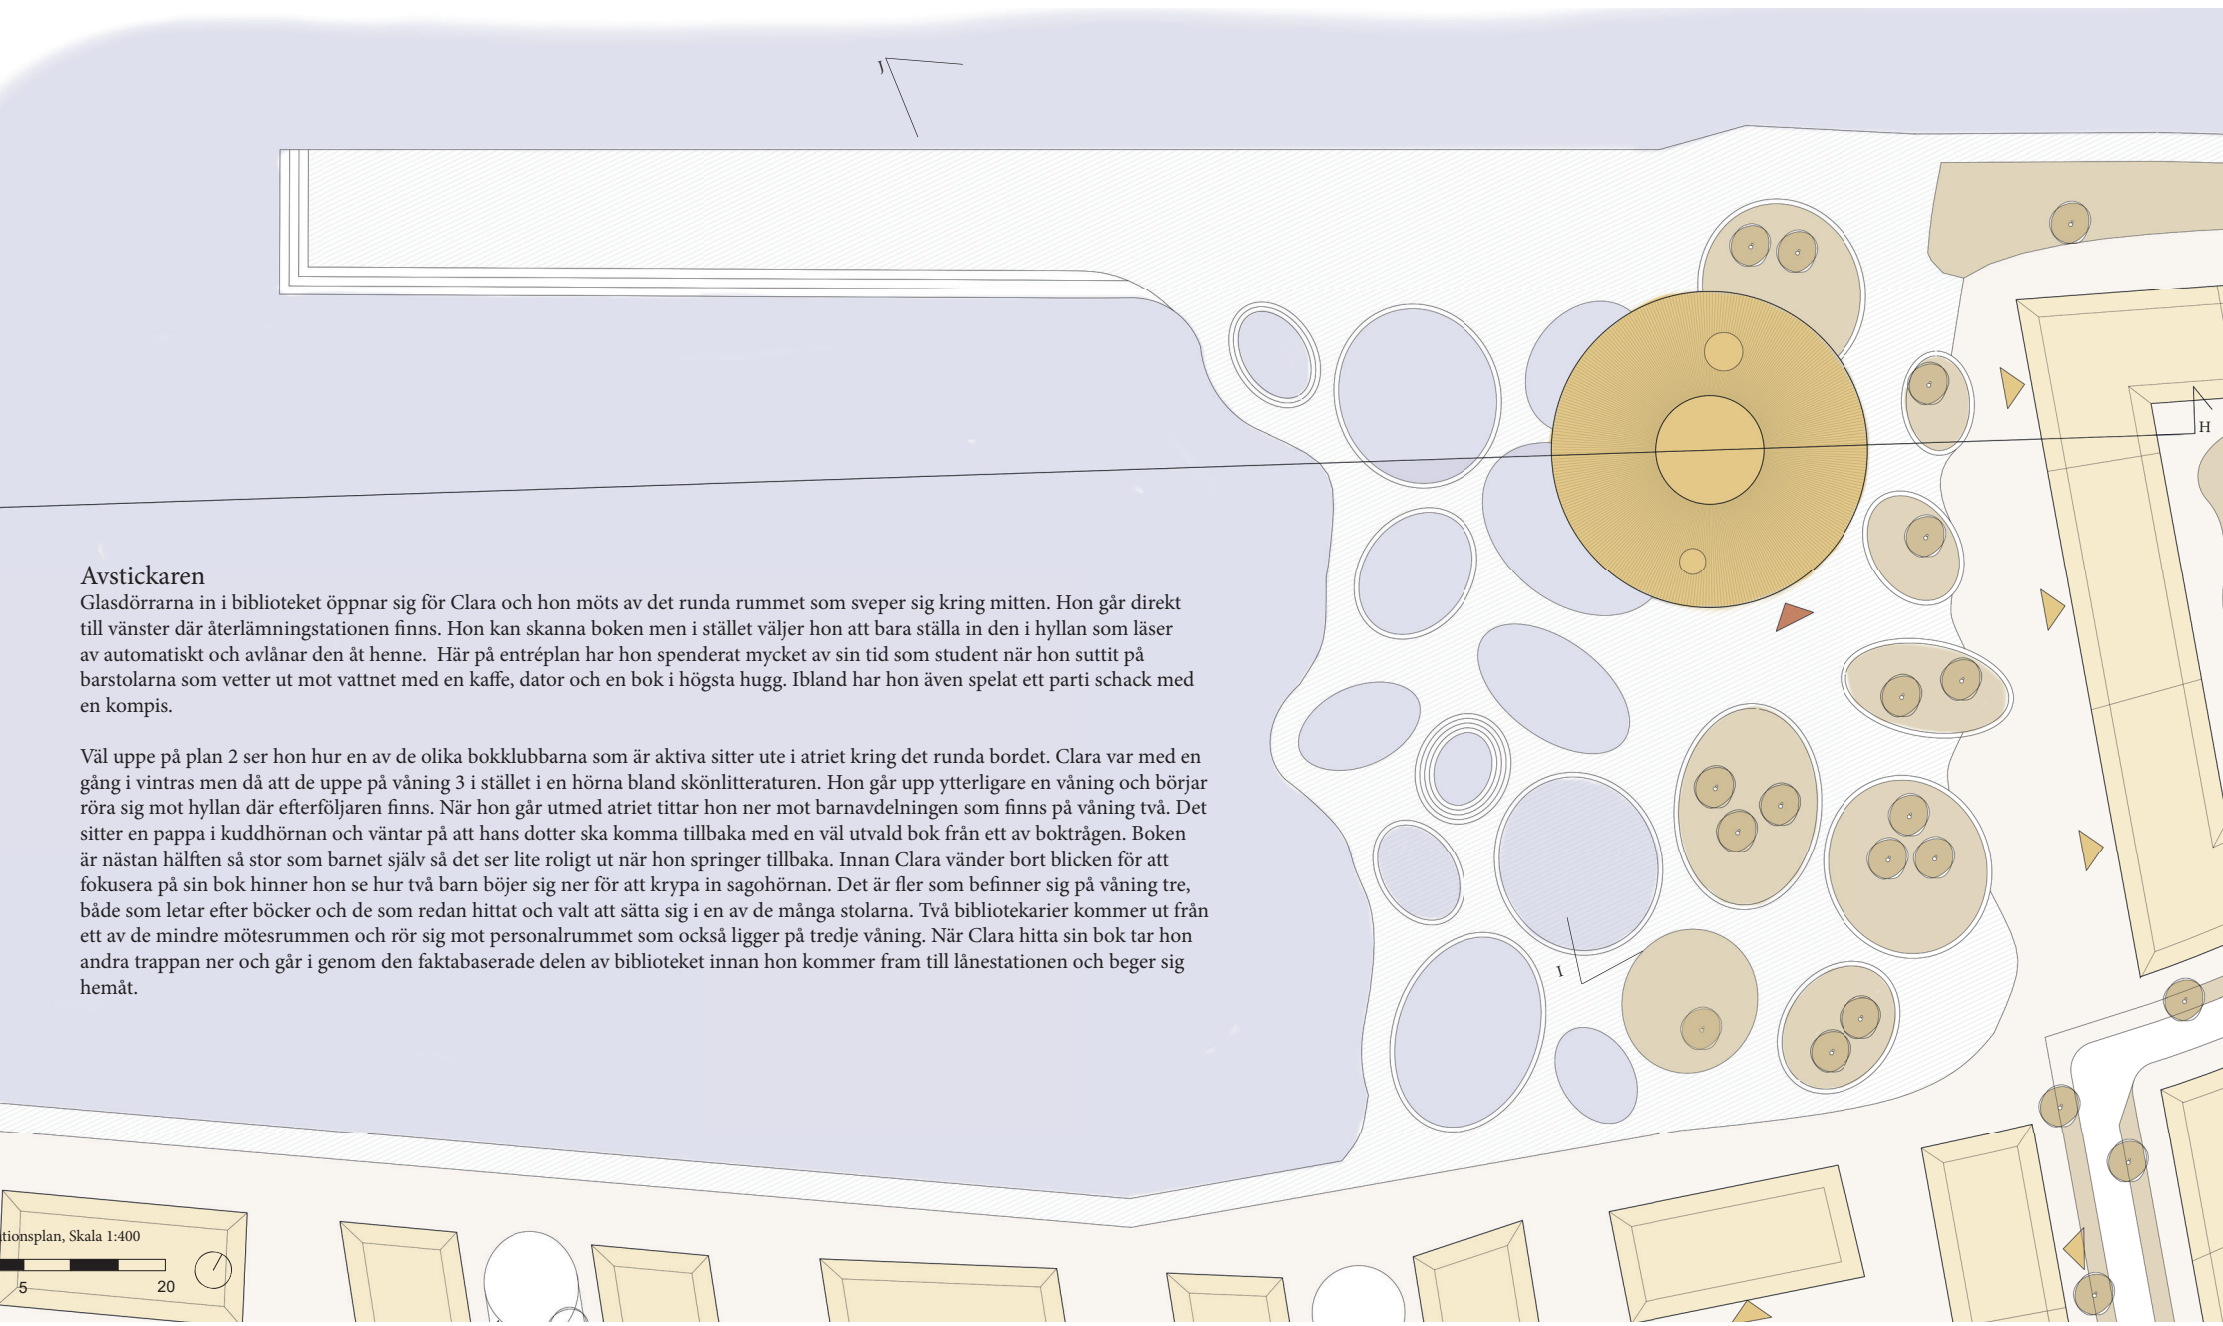 J
H
Avstickaren
Glasdörrarna in i biblioteket öppnar sig för Clara och hon möts av det runda rummet som sveper sig kring mitten. Hon går direkt
till vänster där återlämningstationen finns. Hon kan skanna boken men i stället väljer hon att bara ställa in den i hyllan som läser
av automatiskt och avlånar den åt henne.  Här på entréplan har hon spenderat mycket av sin tid som student när hon suttit på
barstolarna som vetter ut mot vattnet med en kaffe, dator och en bok i högsta hugg. Ibland har hon även spelat ett parti schack med
en kompis.
Väl uppe på plan 2 ser hon hur en av de olika bokklubbarna som är aktiva sitter ute i atriet kring det runda bordet. Clara var med en
gång i vintras men då att de uppe på våning 3 i stället i en hörna bland skönlitteraturen. Hon går upp ytterligare en våning och börjar
röra sig mot hyllan där efterföljaren finns. När hon går utmed atriet tittar hon ner mot barnavdelningen som finns på våning två. Det
sitter en pappa i kuddhörnan och väntar på att hans dotter ska komma tillbaka med en väl utvald bok från ett av boktrågen. Boken
är nästan hälften så stor som barnet själv så det ser lite roligt ut när hon springer tillbaka. Innan Clara vänder bort blicken för att
fokusera på sin bok hinner hon se hur två barn böjer sig ner för att krypa in sagohörnan. Det är fler som befinner sig på våning tre,
både som letar efter böcker och de som redan hittat och valt att sätta sig i en av de många stolarna. Två bibliotekarier kommer ut från
ett av de mindre mötesrummen och rör sig mot personalrummet som också ligger på tredje våning. När Clara hitta sin bok tar hon
andra trappan ner och går i genom den faktabaserade delen av biblioteket innan hon kommer fram till lånestationen och beger sig
hemåt.
I
tionsplan, Skala 1:400
5 20